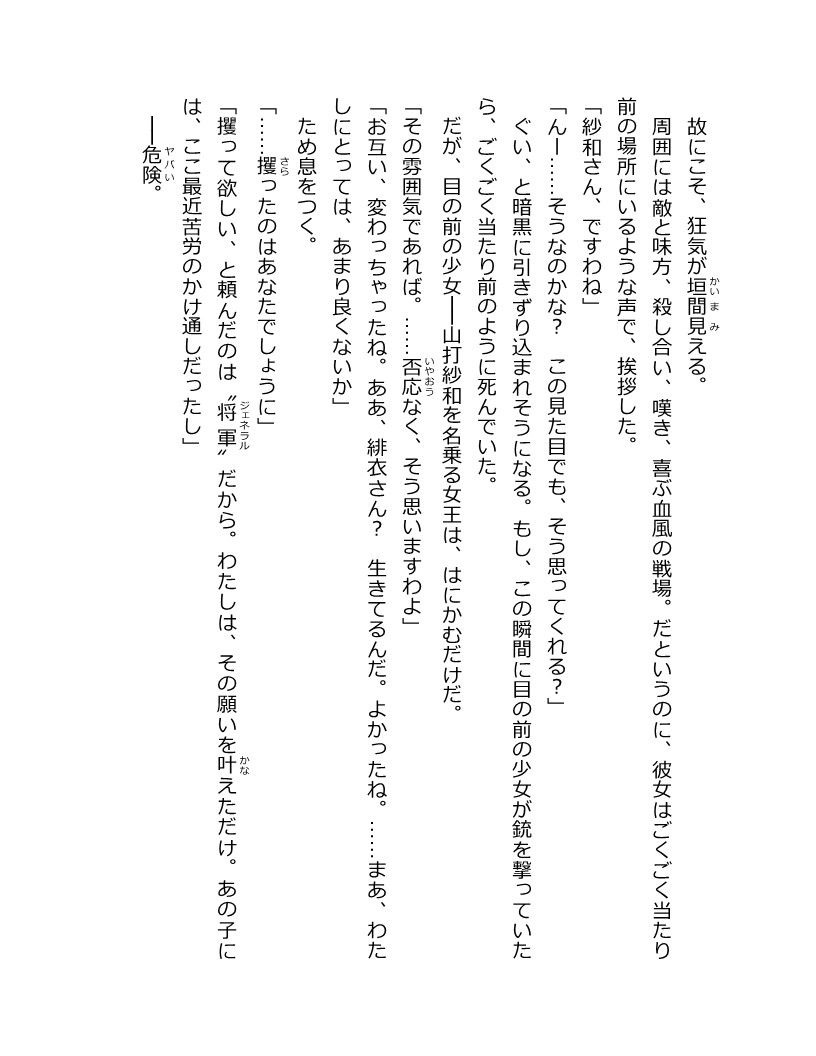 故にこそ、狂気が垣間見える。
周囲には敵と味方、殺し合い、嘆き、喜ぶ血風の戦場。だというのに、彼女はごくごく当たり
前の場所にいるような声で、挨拶した。
「紗和さん、ですわね」
「んー……そうなのかな？　この見た目でも、そう思ってくれる？」
ぐい、と暗黒に引きずり込まれそうになる。もし、この瞬間に目の前の少女が銃を撃っていた
ら、ごくごく当たり前のように死んでいた。
だが、目の前の少女――山打紗和を名乗る女王は、はにかむだけだ。
「その雰囲気であれば。……否応なく、そう思いますわよ」
「お互い、変わっちゃったね。ああ、緋衣さん？　生きてるんだ。よかったね。……まあ、わた
しにとっては、あまり良くないか」
ため息をつく。
「……攫ったのはあなたでしょうに」
「攫って欲しい、と頼んだのは〝将軍〟だから。わたしは、その願いを叶えただけ。あの子に
は、ここ最近苦労のかけ通しだったし」
――危険。